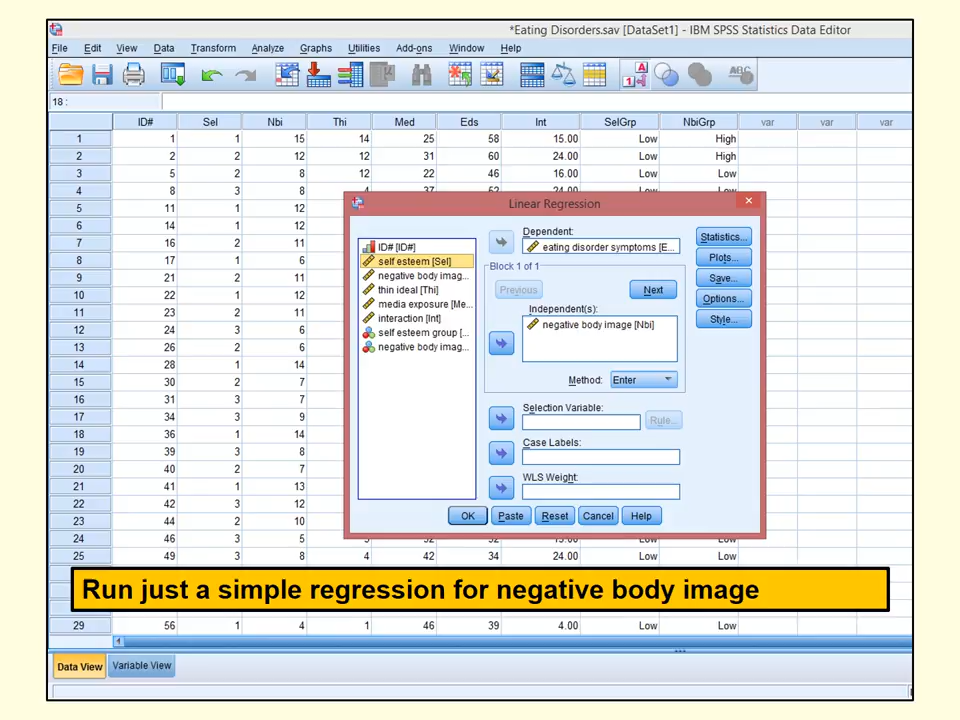 *Eating Disorders.sav [DataSet1] - IBM SPSS Statistics Data Editor
File Edit View Data Transform Analyze Graphs Utilities Add-ons Window Help
18 :
ID# Sel Nbi Thi Med Eds Int SelGrp NbiGrp var var var
1 1 1 15 14 25 58 15.00 Low High
2 2 2 12 12 31 60 24.00 Low High
3 5 2 8 12 22 46 16.00 Low Low
4 8 3 8 4 37 62 24.00 Low Low
5 11 1 12
6 14 1 12
7 16 2 11
8 17 1 6
9 21 2 11
10 22 1 12
11 23 2 11
12 24 3 6
13 26 2 6
14 28 1 14
15 30 2 7
16 31 3 7
17 34 3 9
18 36 1 14
19 39 3 8
20 40 2 7
21 41 1 13
22 42 3 12
23 44 2 10
24 46 3 5
25 49 3 8 4 42 34 24.00 Low Low
29 56 1 4 1 46 39 4.00 Low Low
Linear Regression
ID# [ID#]
self esteem [Sel]
negative body imag...
thin ideal [Thi]
media exposure [Me...
interaction [Int]
self esteem group [...
negative body imag...
Dependent:
eating disorder symptoms [E...
Block 1 of 1
Previous Next
Independent(s):
negative body image [Nbi]
Method: Enter
Selection Variable:
Rule...
Case Labels:
WLS Weight:
Statistics...
Plots...
Save...
Options...
Style...
OK Paste Reset Cancel Help
Run just a simple regression for negative body image
Data View Variable View